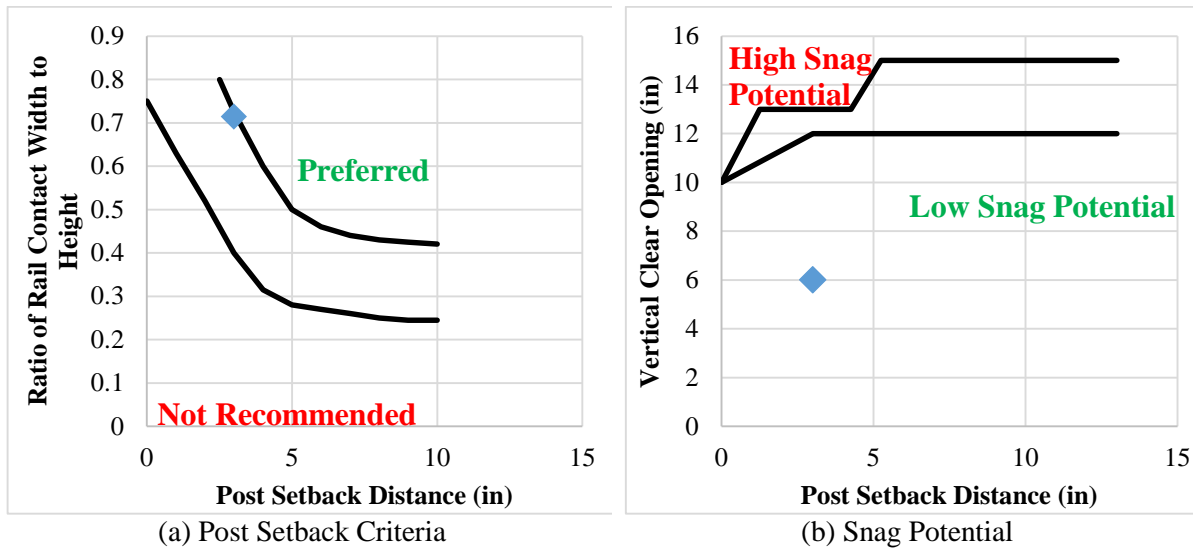 Ratio of Rail Contact Width to
Height
0.9
0.8
0.7
0.6
0.5
0.4
0.3
0.2
0.1
0
Preferred
Not Recommended
0 5 10 15
Post Setback Distance (in)
(a) Post Setback Criteria
Vertical Clear Opening (in)
16
14
12
10
8
6
4
2
0
High Snag
Potential
Low Snag Potential
0 5 10 15
Post Setback Distance (in)
(b) Snag Potential